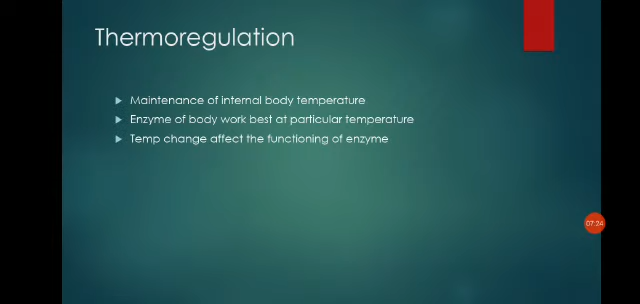 Thermoregulation
Maintenance of internal body temperature
Enzyme of body work best at particular temperature
Temp change affect the functioning of enzyme
07:24